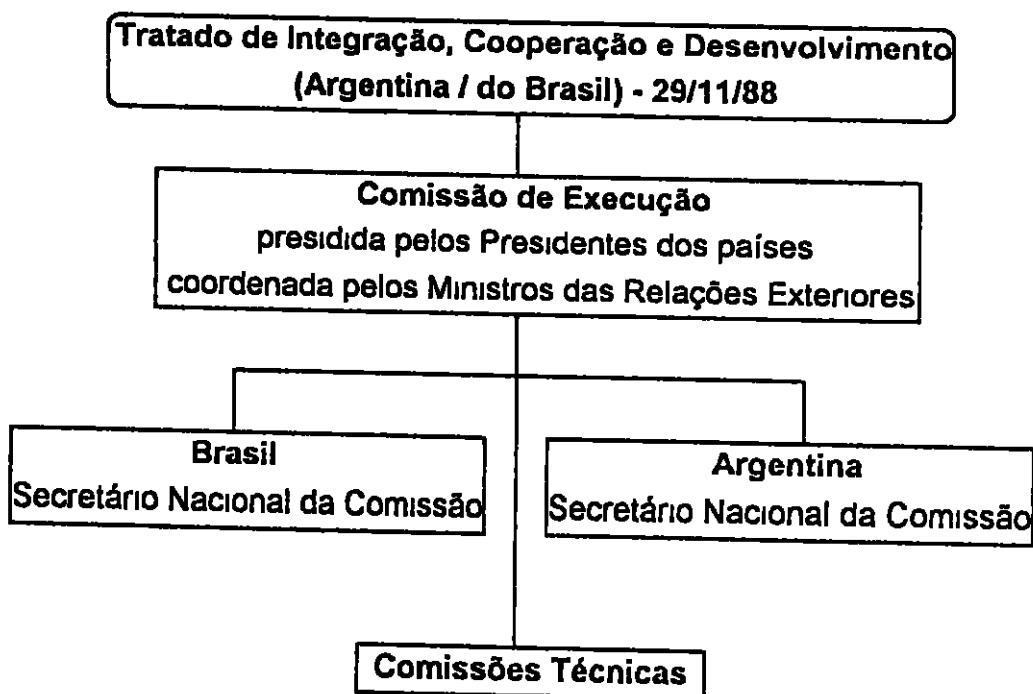 Tratado de Integração, Cooperação e Desenvolvimento
(Argentina / do Brasil) - 29/11/88
Comissão de Execução
presidida pelos Presidentes dos países
coordenada pelos Ministros das Relações Exteriores
Brasil
Secretário Nacional da Comissão
Argentina
Secretário Nacional da Comissão
Comissões Técnicas